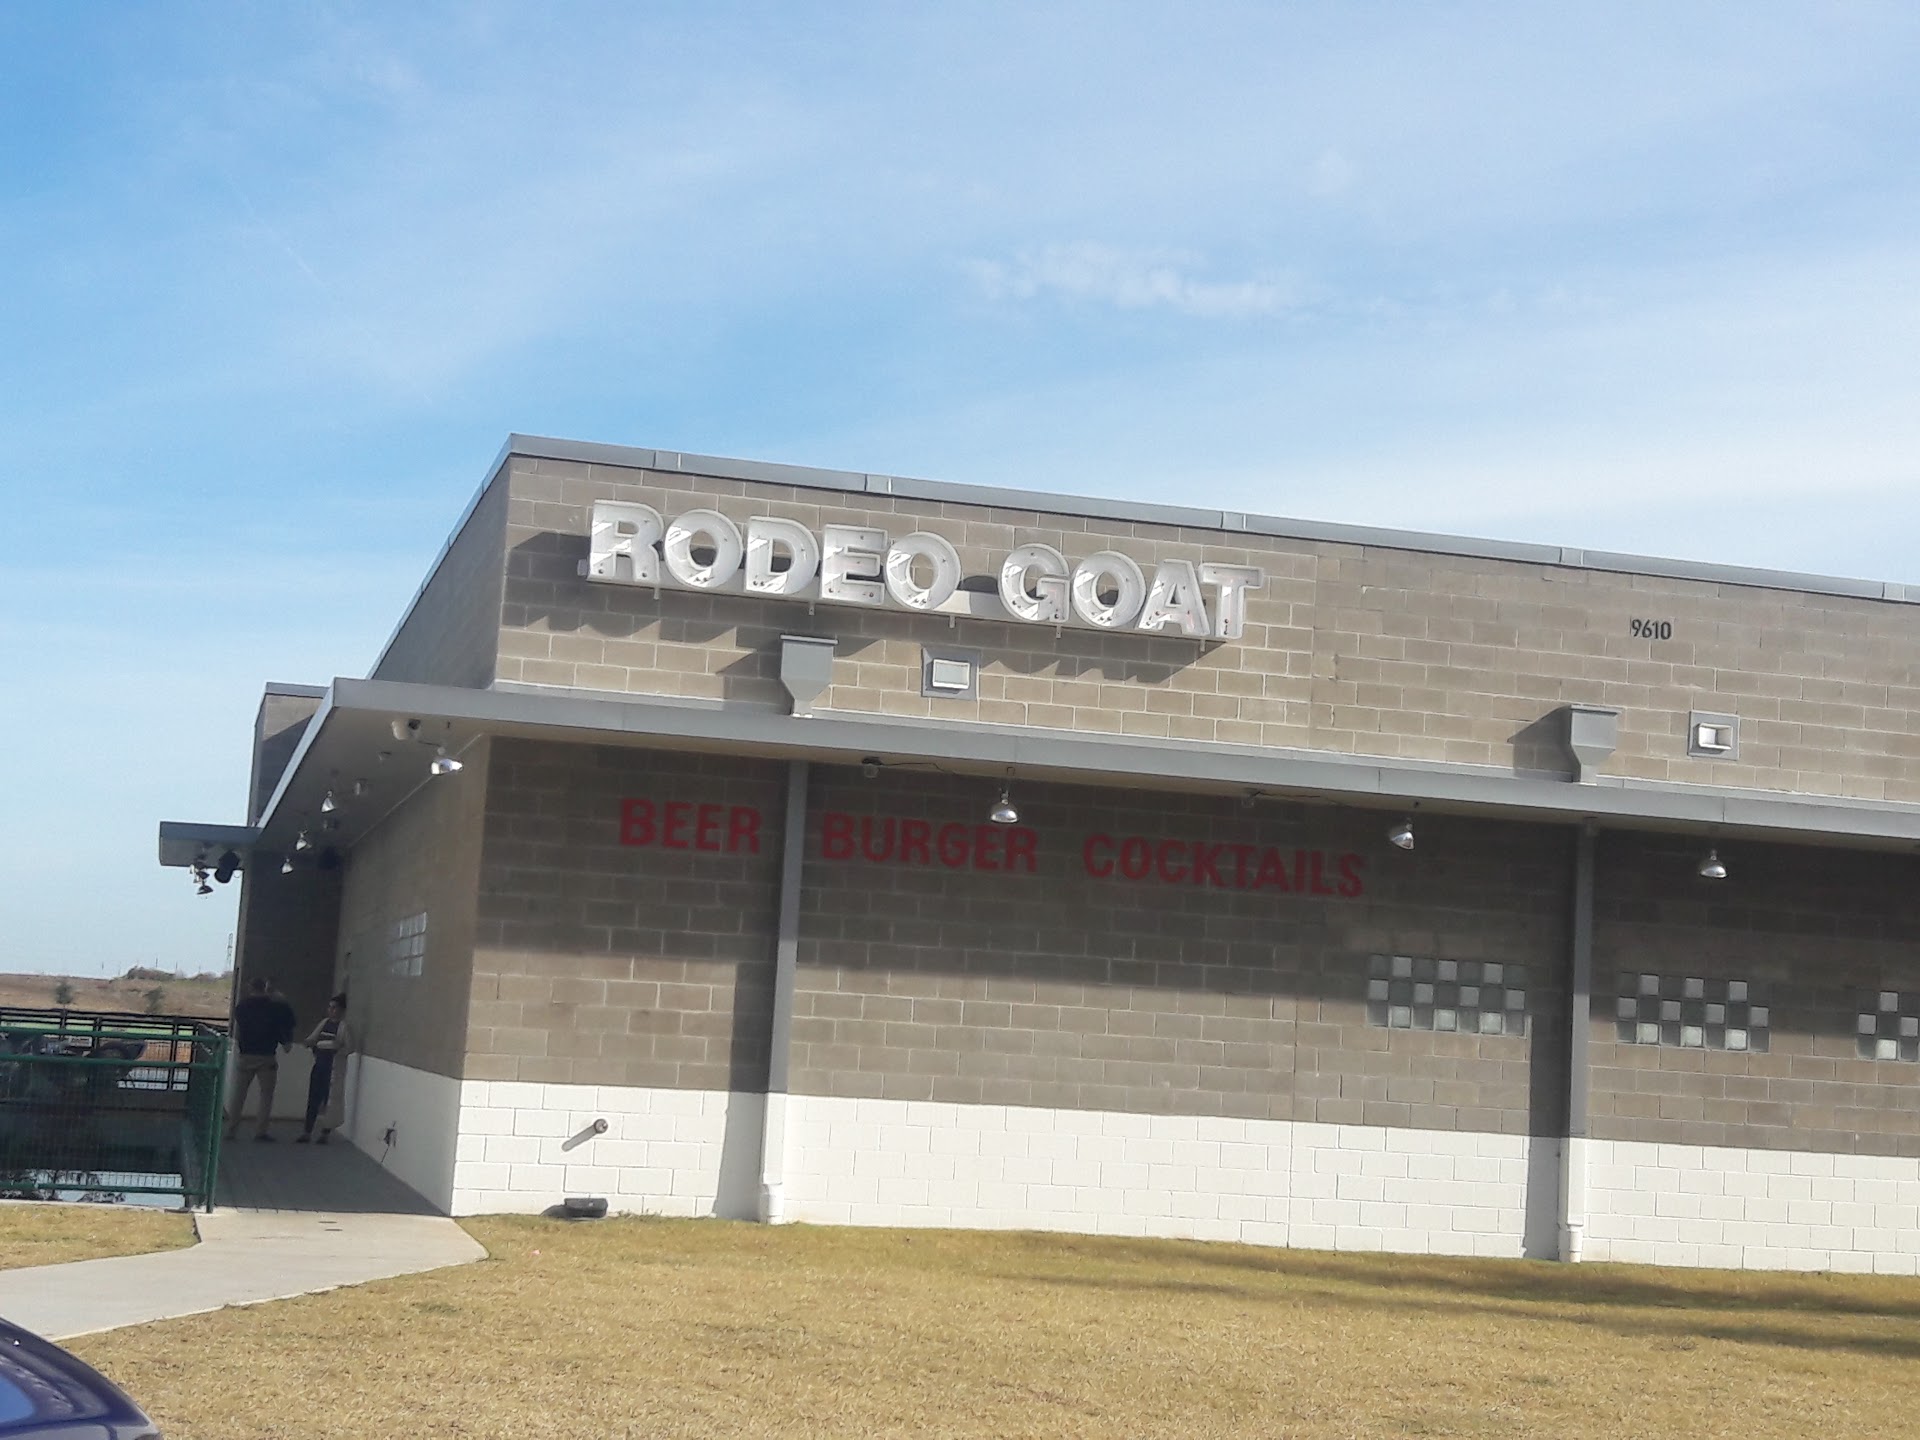 RODEO GOAT
9610
BEER BURGER COCKTAILS